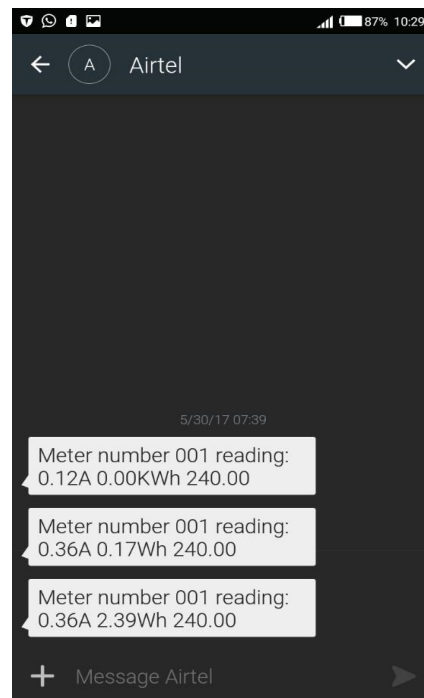 87% 10:29
A Airtel
5/30/17 07:39
Meter number 001 reading:
0.12A 0.00KWh 240.00
Meter number 001 reading:
0.36A 0.17Wh 240.00
Meter number 001 reading:
0.36A 2.39Wh 240.00
Message Airtel